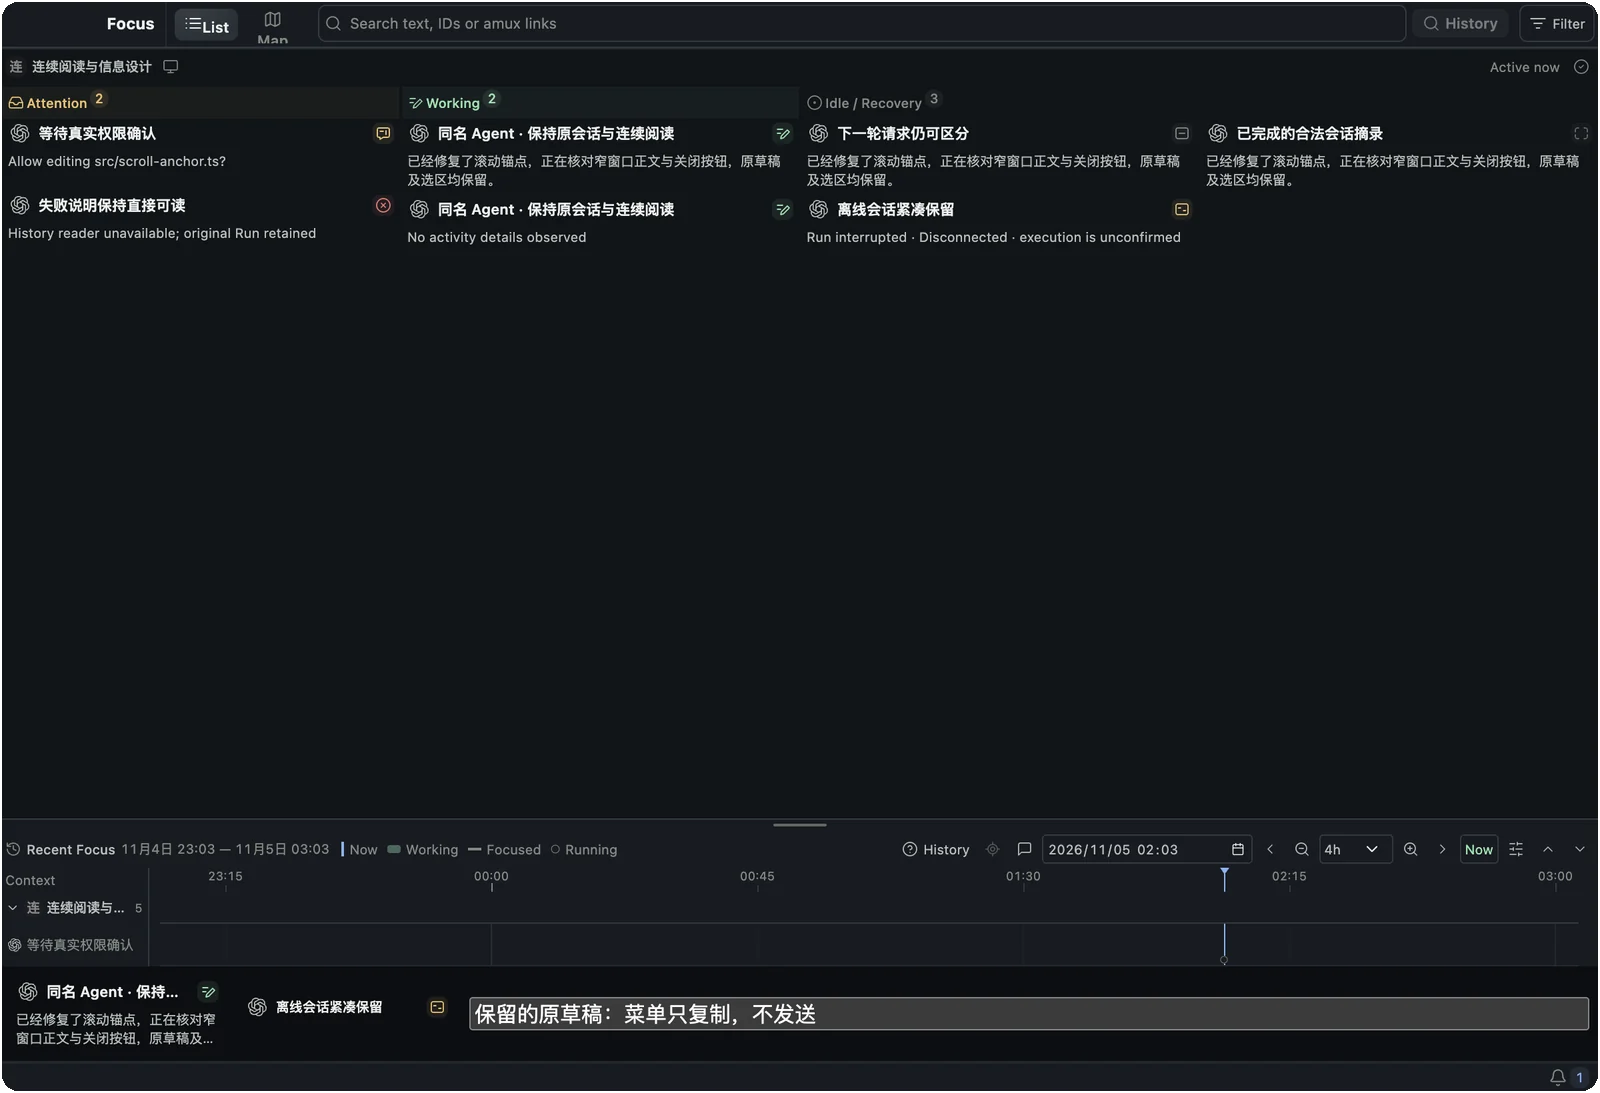 Focus
List
Map
Search text, IDs or amux links
History
Filter
连 连续阅读与信息设计
Active now
Attention 2
等待真实权限确认
Allow editing src/scroll-anchor.ts?
失败说明保持直接可读
History reader unavailable; original Run retained
Working 2
同名 Agent · 保持原会话与连续阅读
已经修复了滚动锚点，正在核对窄窗口正文与关闭按钮，原草稿
及选区均保留。
同名 Agent · 保持原会话与连续阅读
No activity details observed
Idle / Recovery 3
下一轮请求仍可区分
已经修复了滚动锚点，正在核对窄窗口正文与关闭按钮，原草稿
及选区均保留。
离线会话紧凑保留
Run interrupted · Disconnected · execution is unconfirmed
已完成的合法会话摘录
已经修复了滚动锚点，正在核对窄窗口正文与关闭按钮，原草稿
及选区均保留。
Recent Focus 11月4日 23:03 — 11月5日 03:03 Now Working Focused Running
History
2026/11/05 02:03
4h
Now
Context
23:15 00:00 00:45 01:30 02:15 03:00
连 连续阅读与... 5
等待真实权限确认
同名 Agent · 保持...
已经修复了滚动锚点，正在核对窄
窗口正文与关闭按钮，原草稿及...
离线会话紧凑保留
保留的原草稿：菜单只复制，不发送
1